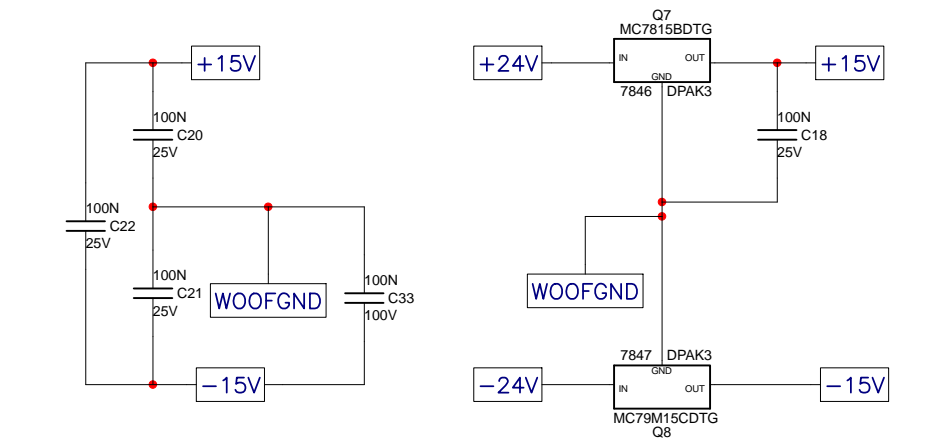 +15V
100N
C20
25V
100N
C22
25V
100N
C21
25V
WOOFGND
100N
C33
100V
-15V
Q7
MC7815BDTG
+24V
IN
OUT
GND
7846
DPAK3
+15V
100N
C18
25V
WOOFGND
7847
DPAK3
GND
-24V
IN
OUT
-15V
MC79M15CDTG
Q8